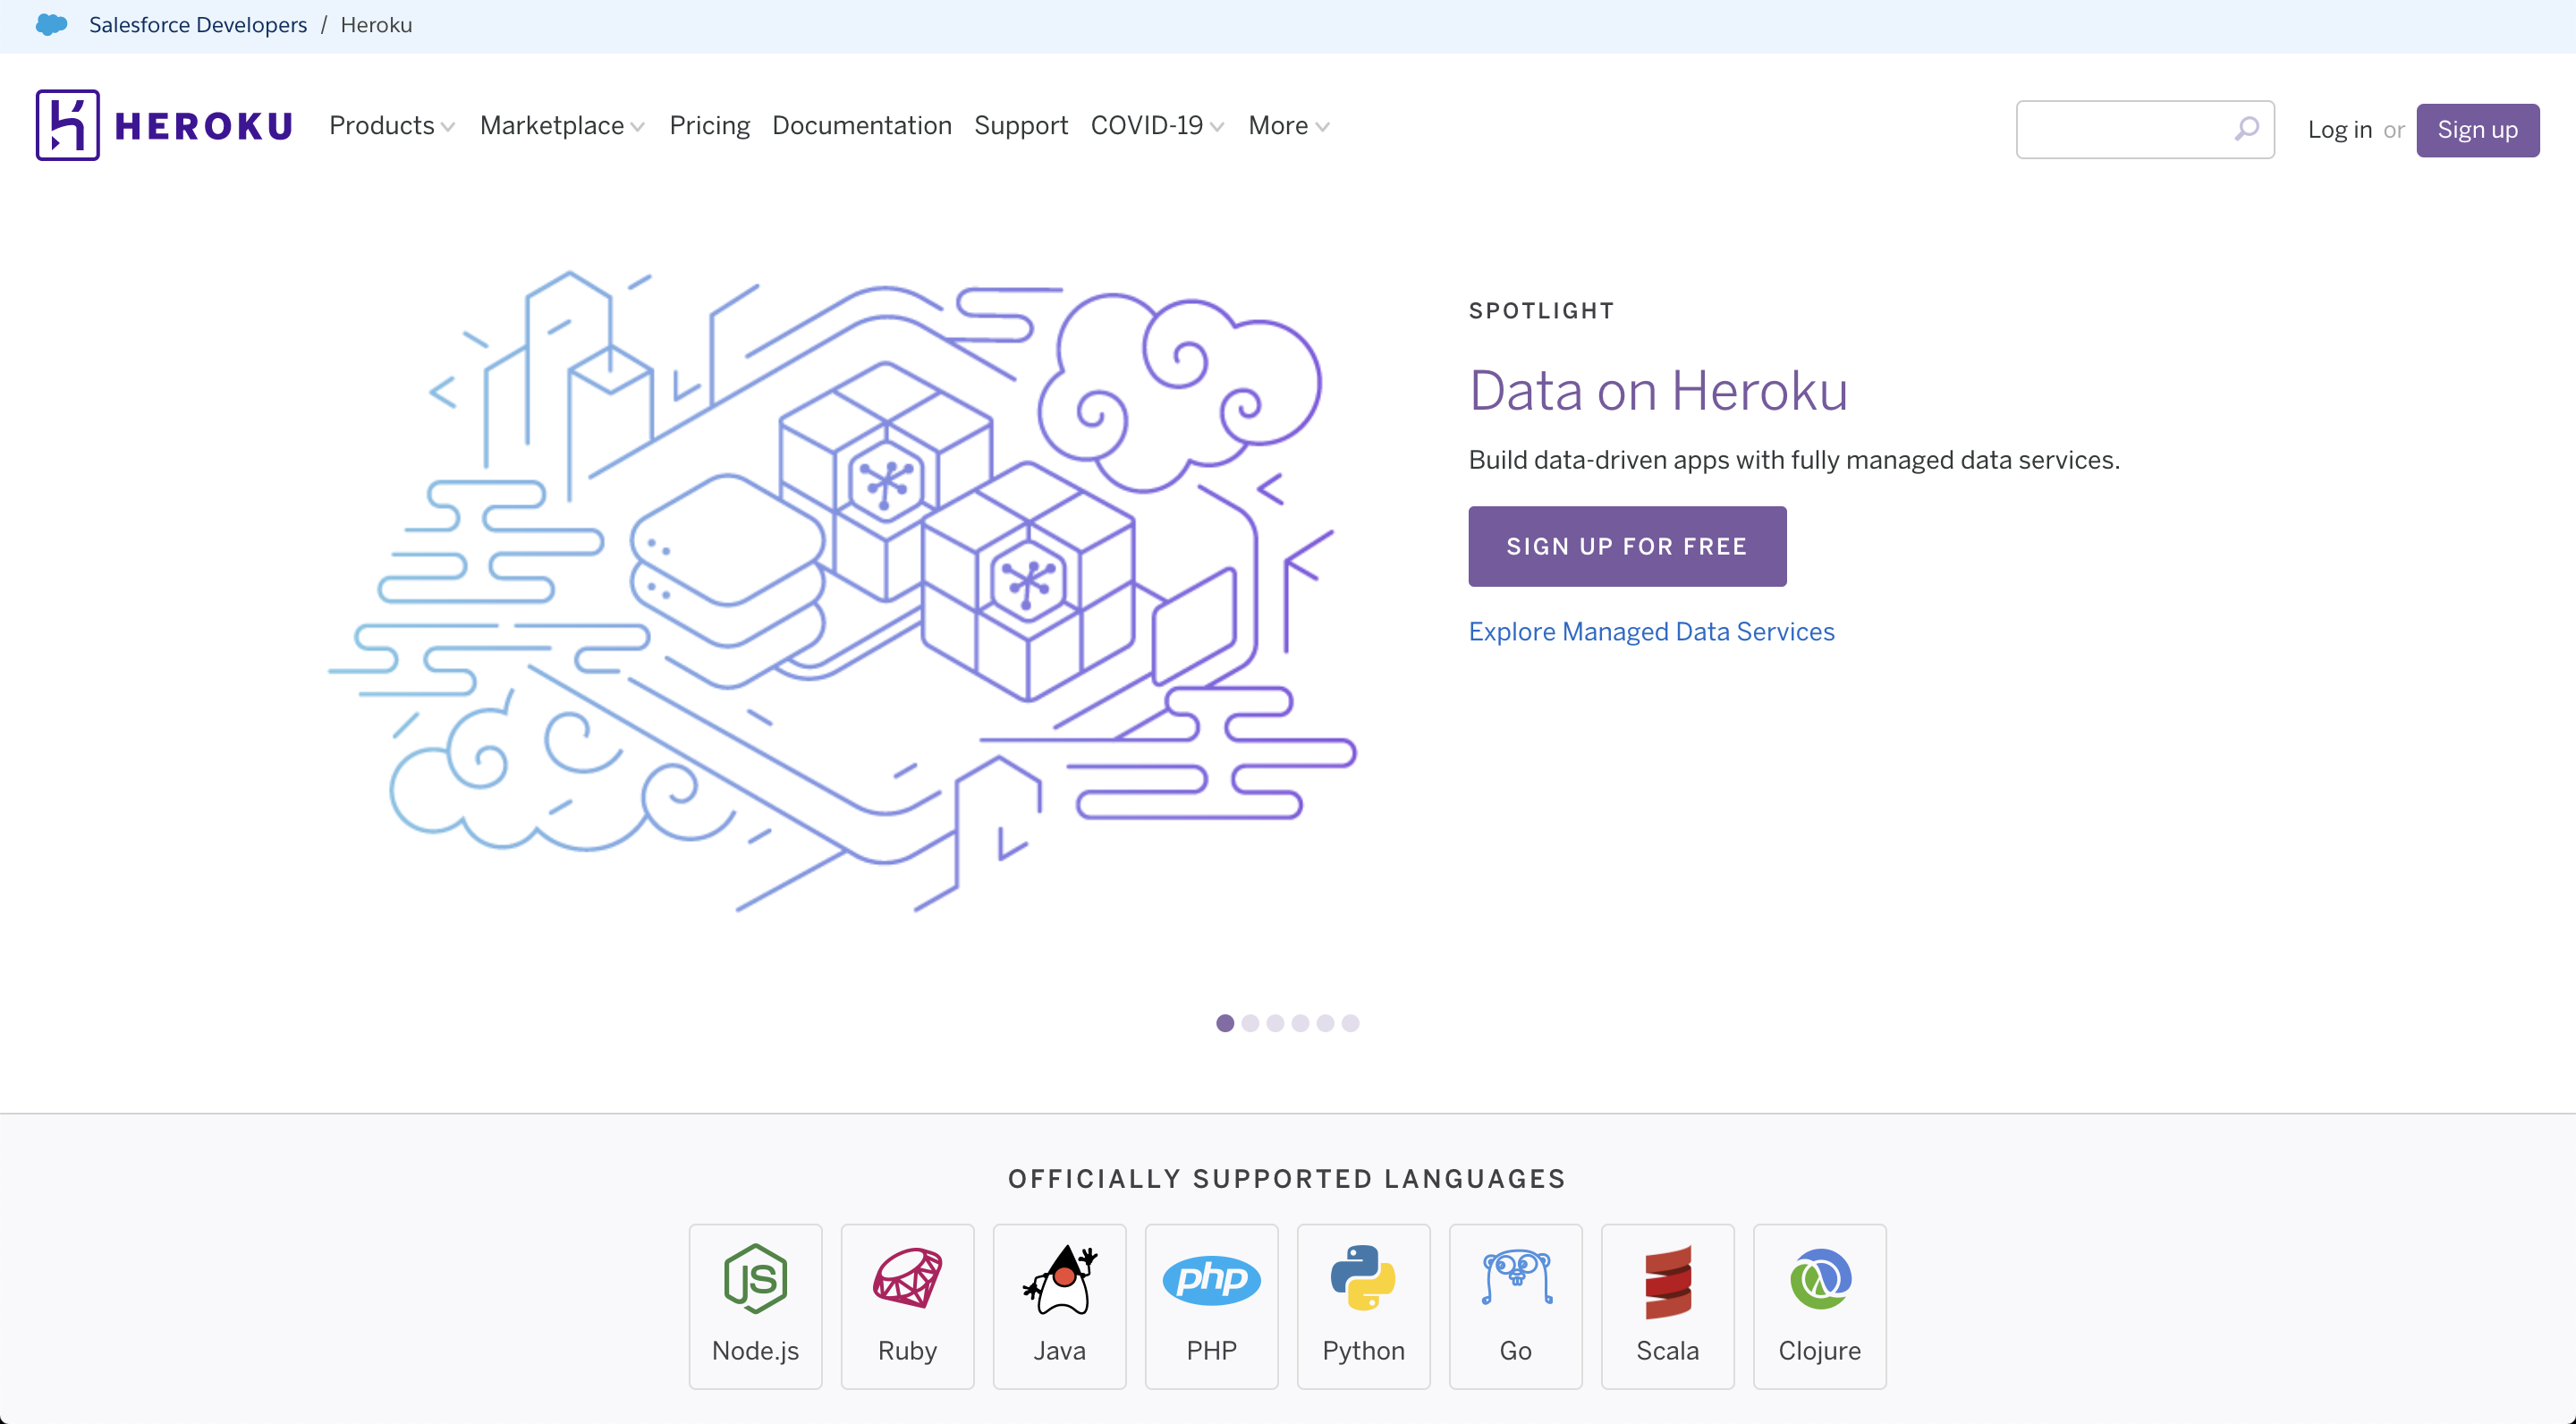 Salesforce Developers / Heroku
HEROKU Products Marketplace Pricing Documentation Support COVID-19 More Log in or Sign up
SPOTLIGHT
Data on Heroku
Build data-driven apps with fully managed data services.
SIGN UP FOR FREE
Explore Managed Data Services
OFFICIALLY SUPPORTED LANGUAGES
JS php
Node.js Ruby Java PHP Python Go Scala Clojure